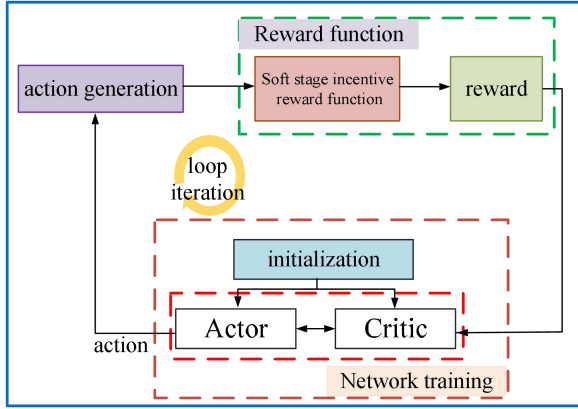 Reward function
action generation
Soft stage incentive
reward function
reward
loop
iteration
initialization
Actor
Critic
action
Network training